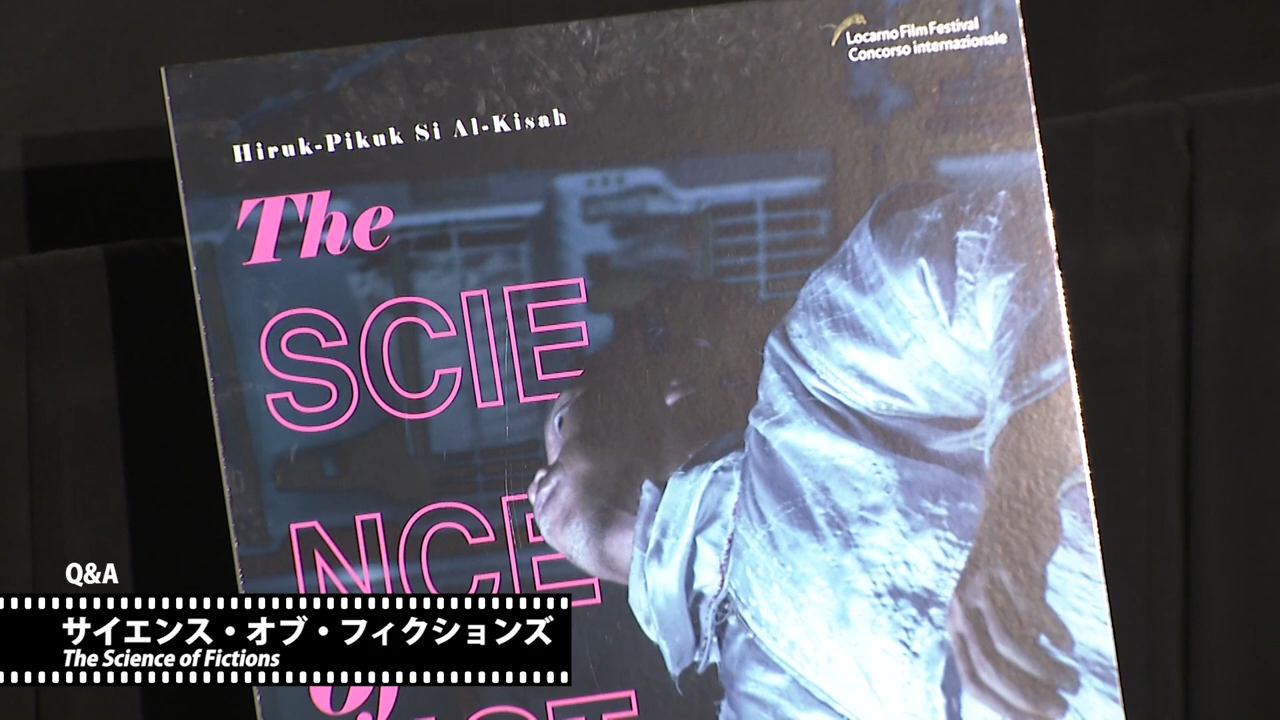 Locarno Film Festival
Concorso internazionale
Hiruk-Pikuk Si Al-Kisah
The
SCIE
NCE
of
Q&A
サイエンス・オブ・フィクションズ
The Science of Fictions